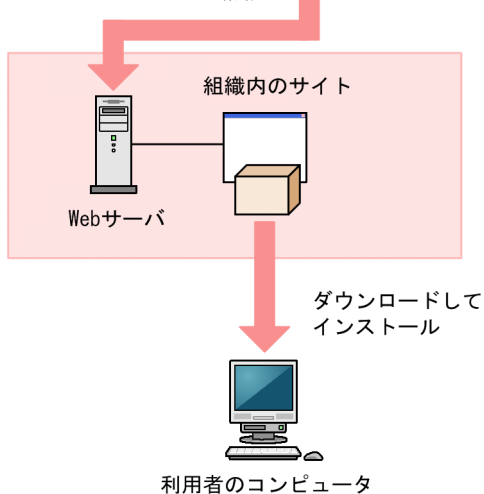 組織内のサイト
Webサーバ
ダウンロードして
インストール
利用者のコンピュータ